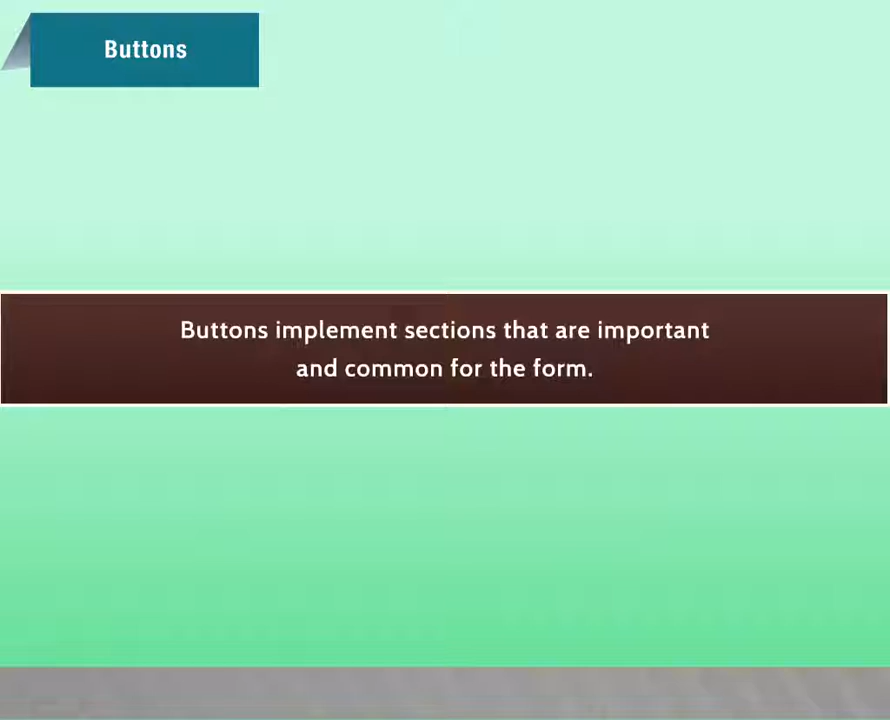 Buttons
Buttons implement sections that are important
and common for the form.